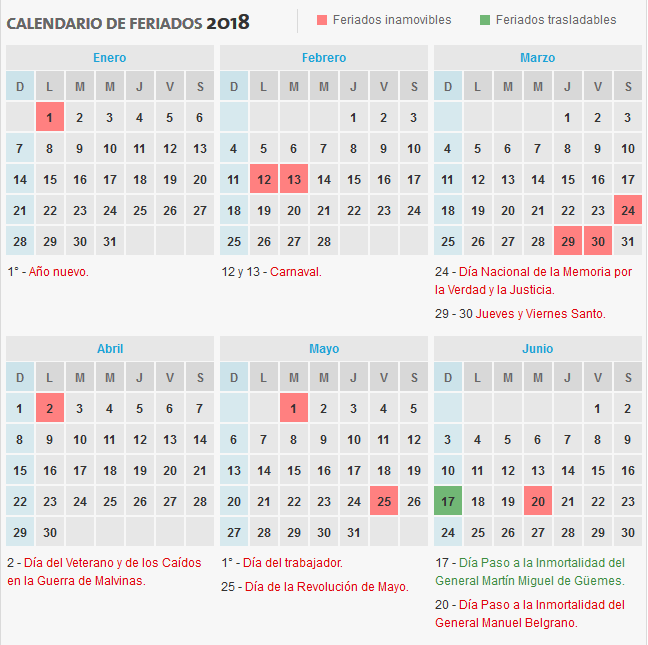 CALENDARIO DE FERIADOS 2018
Feriados inamovibles
Feriados trasladables
Enero
D L M M J V S
1 2 3 4 5 6
7 8 9 10 11 12 13
14 15 16 17 18 19 20
21 22 23 24 25 26 27
28 29 30 31
1° - Año nuevo.
Febrero
D L M M J V S
1 2 3
4 5 6 7 8 9 10
11 12 13 14 15 16 17
18 19 20 21 22 23 24
25 26 27 28
12 y 13 - Carnaval.
Marzo
D L M M J V S
1 2 3
4 5 6 7 8 9 10
11 12 13 14 15 16 17
18 19 20 21 22 23 24
25 26 27 28 29 30 31
24 - Día Nacional de la Memoria por
la Verdad y la Justicia.
29 - 30 Jueves y Viernes Santo.
Abril
D L M M J V S
1 2 3 4 5 6 7
8 9 10 11 12 13 14
15 16 17 18 19 20 21
22 23 24 25 26 27 28
29 30
2 - Día del Veterano y de los Caídos
en la Guerra de Malvinas.
Mayo
D L M M J V S
1 2 3 4 5
6 7 8 9 10 11 12
13 14 15 16 17 18 19
20 21 22 23 24 25 26
27 28 29 30 31
1° - Día del trabajador.
25 - Día de la Revolución de Mayo.
Junio
D L M M J V S
1 2
3 4 5 6 7 8 9
10 11 12 13 14 15 16
17 18 19 20 21 22 23
24 25 26 27 28 29 30
17 - Día Paso a la Inmortalidad del
General Martín Miguel de Güemes.
20 - Día Paso a la Inmortalidad del
General Manuel Belgrano.